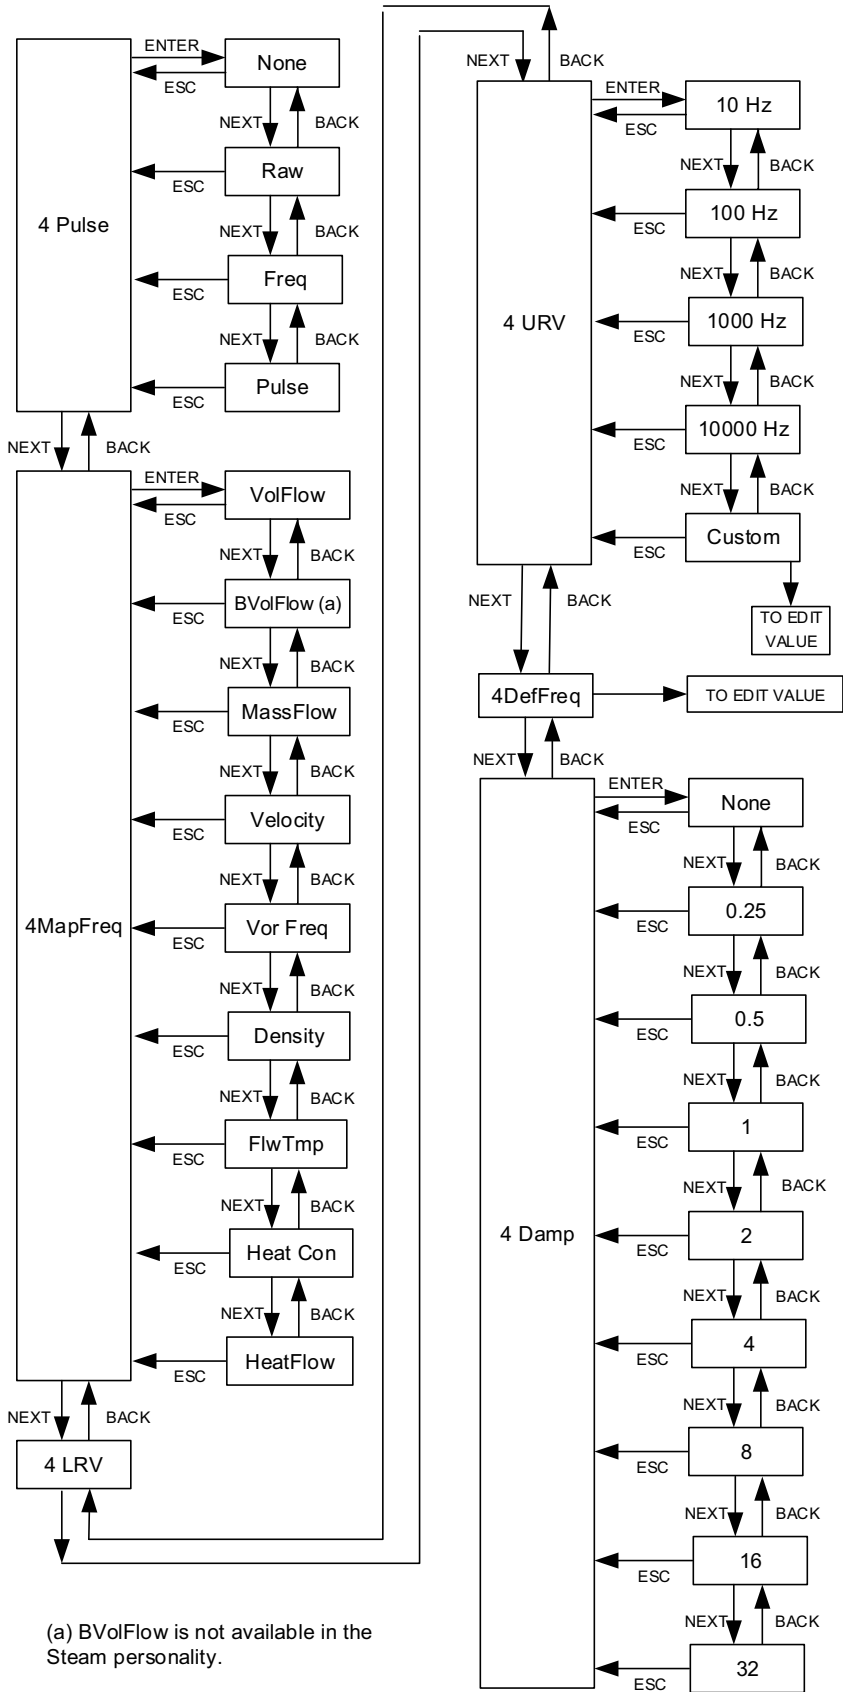 ENTER
None
ESC
NEXT
BACK
Raw
ESC
4 Pulse
NEXT
BACK
Freq
ESC
NEXT
BACK
Pulse
ESC
NEXT
BACK
ENTER
VolFlow
ESC
NEXT
BACK
BVolFlow (a)
ESC
NEXT
BACK
MassFlow
ESC
NEXT
BACK
Velocity
ESC
NEXT
BACK
4MapFreq
Vor Freq
ESC
NEXT
BACK
Density
ESC
NEXT
BACK
FlwTmp
ESC
NEXT
BACK
Heat Con
ESC
NEXT
BACK
HeatFlow
ESC
NEXT
BACK
4 LRV
(a) BVolFlow is not available in the
Steam personality.
NEXT
BACK
ENTER
10 Hz
ESC
NEXT
BACK
100 Hz
ESC
NEXT
BACK
4 URV
1000 Hz
ESC
NEXT
BACK
10000 Hz
ESC
NEXT
BACK
Custom
ESC
TO EDIT
VALUE
NEXT
BACK
4DefFreq
TO EDIT VALUE
NEXT
BACK
ENTER
None
ESC
NEXT
BACK
0.25
ESC
NEXT
BACK
0.5
ESC
NEXT
BACK
1
ESC
NEXT
BACK
4 Damp
2
ESC
NEXT
BACK
4
ESC
NEXT
BACK
8
ESC
NEXT
BACK
16
ESC
NEXT
BACK
32
ESC